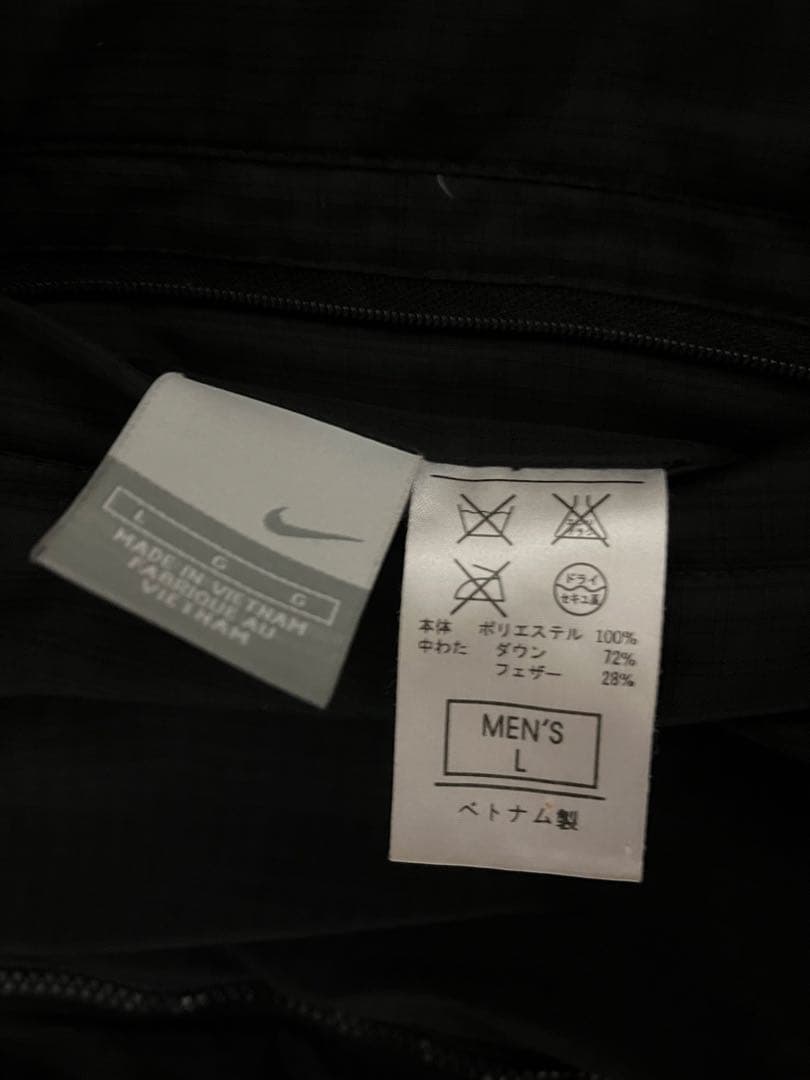 L G G
MADE IN VIETNAM
FABRIQUE AU
VIETNAM
ドライ
セキユ系
本体 ポリエステル 100%
中わた ダウン 72%
フェザー 28%
MEN'S
L
ベトナム製